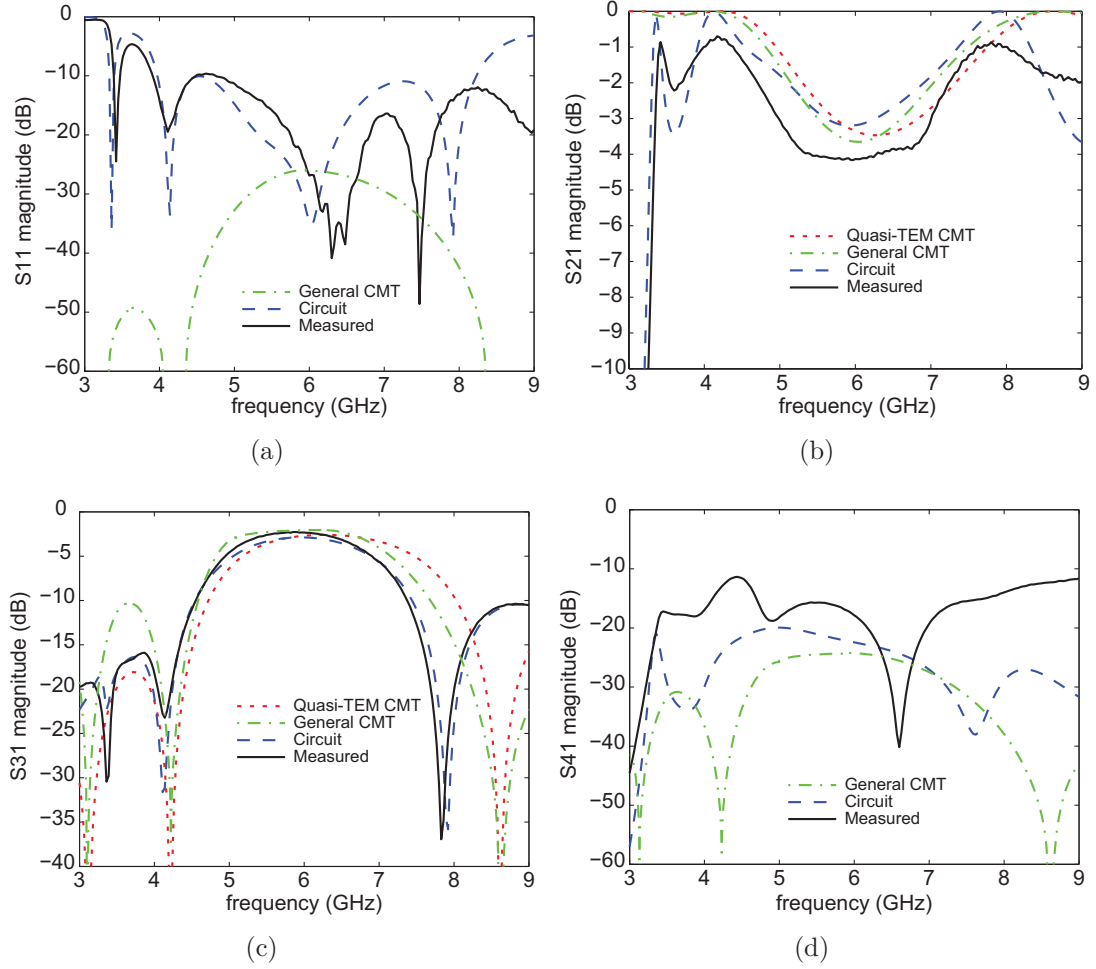 0
−10
−20
−30
−40
−50
−60
3 4 5 6 7 8 9
S11 magnitude (dB)
frequency (GHz)
General CMT
Circuit
Measured
(a)
0
−1
−2
−3
−4
−5
−6
−7
−8
−9
−10
3 4 5 6 7 8 9
S21 magnitude (dB)
frequency (GHz)
Quasi-TEM CMT
General CMT
Circuit
Measured
(b)
0
−5
−10
−15
−20
−25
−30
−35
−40
3 4 5 6 7 8 9
S31 magnitude (dB)
frequency (GHz)
Quasi-TEM CMT
General CMT
Circuit
Measured
(c)
0
−10
−20
−30
−40
−50
−60
3 4 5 6 7 8 9
S41 magnitude (dB)
frequency (GHz)
General CMT
Circuit
Measured
(d)